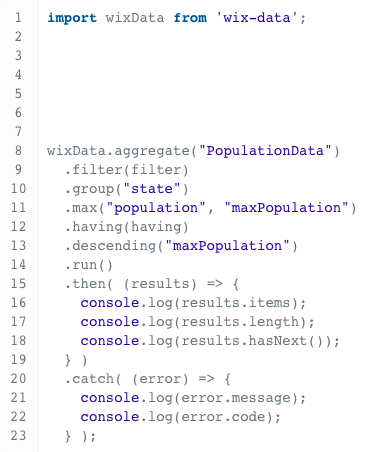 1 import wixData from 'wix-data';
2
3
4
5
6
7
8 wixData.aggregate("PopulationData")
9   .filter(filter)
10   .group("state")
11   .max("population", "maxPopulation")
12   .having(having)
13   .descending("maxPopulation")
14   .run()
15   .then( (results) => {
16     console.log(results.items);
17     console.log(results.length);
18     console.log(results.hasNext());
19   } )
20   .catch( (error) => {
21     console.log(error.message);
22     console.log(error.code);
23   } );